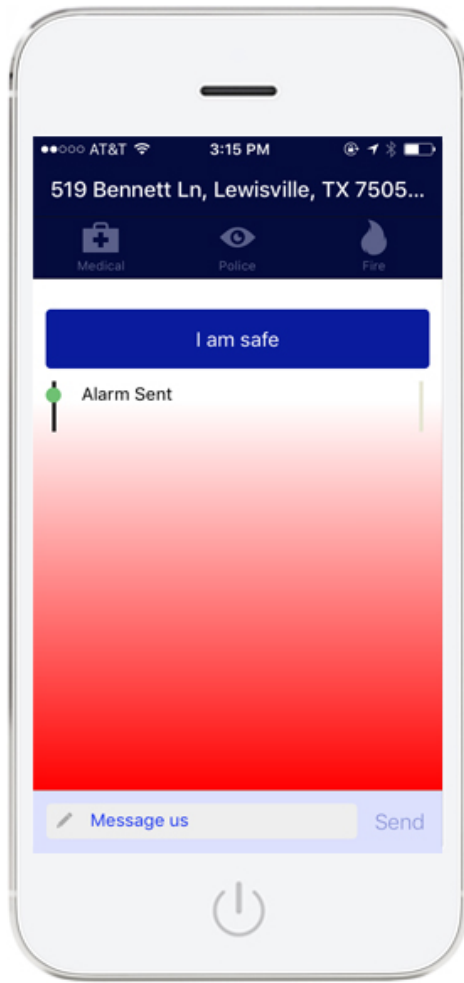 AT&T 3:15 PM
519 Bennett Ln, Lewisville, TX 7505...
Medical Police Fire
I am safe
Alarm Sent
Message us Send